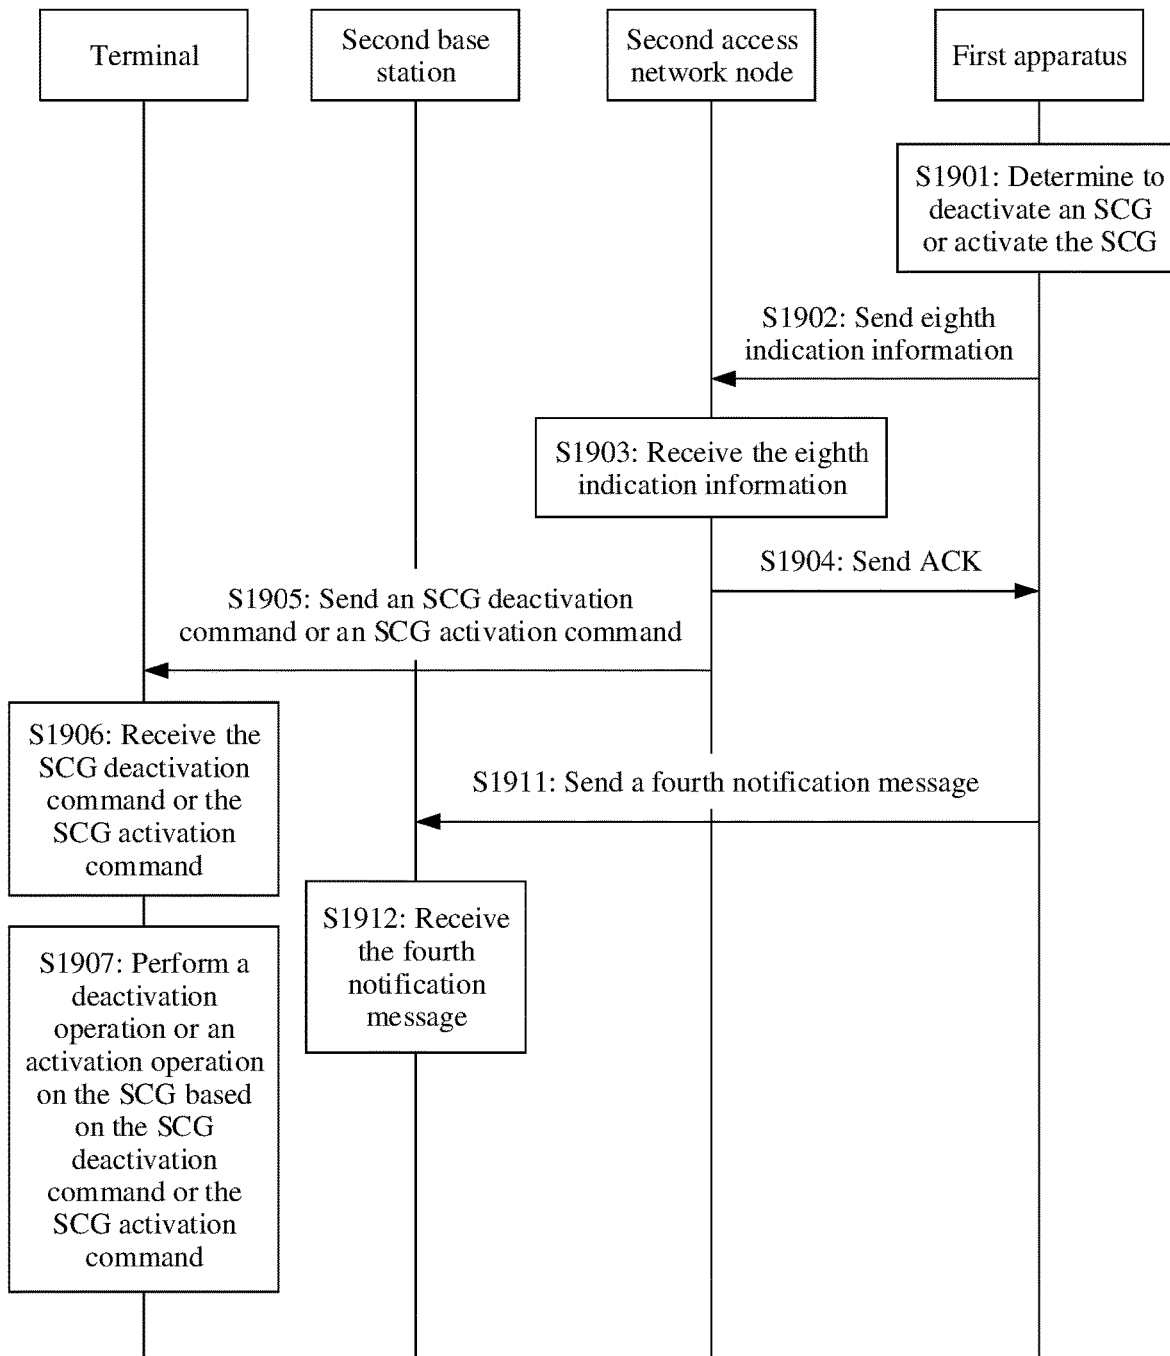 Terminal
Second base
station
Second access
network node
First apparatus
S1901: Determine to
deactivate an SCG
or activate the SCG
S1902: Send eighth
indication information
S1903: Receive the eighth
indication information
S1904: Send ACK
S1905: Send an SCG deactivation
command or an SCG activation command
S1906: Receive the
SCG deactivation
command or the
SCG activation
command
S1911: Send a fourth notification message
S1912: Receive
the fourth
notification
message
S1907: Perform a
deactivation
operation or an
activation operation
on the SCG based
on the SCG
deactivation
command or the
SCG activation
command